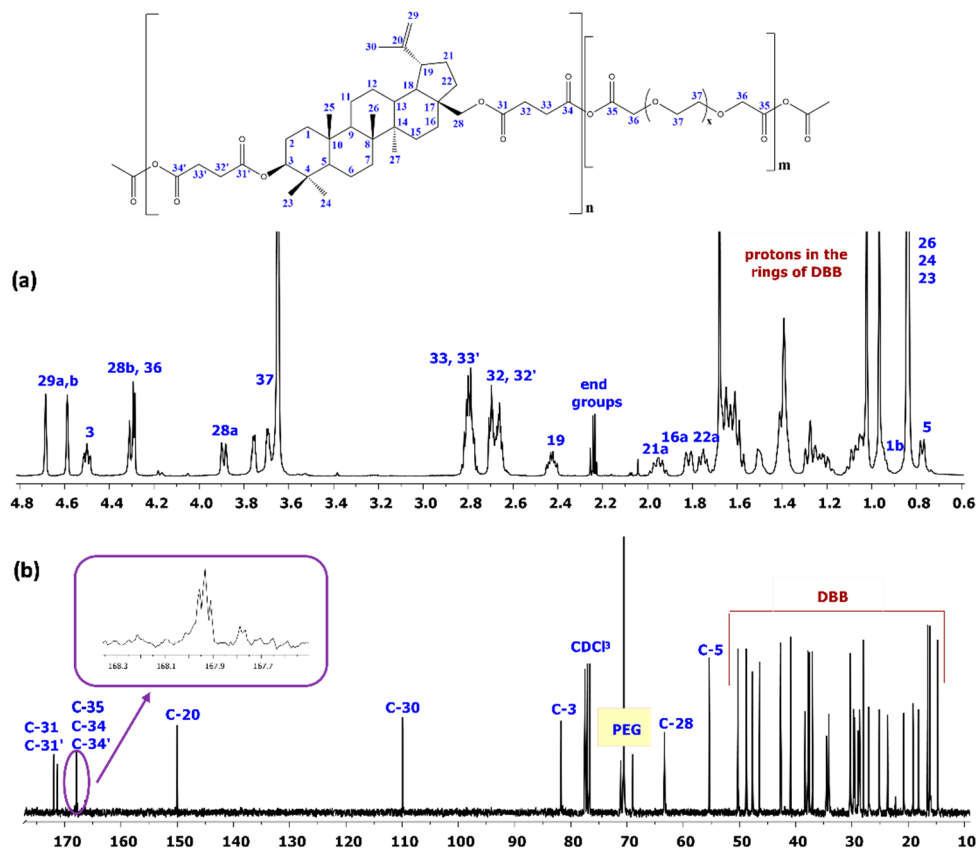 29
20
30
19
21
22
12
11
18
13
17
25
26
1
2
9
14
16
15
28
10
8
27
3
4
5
6
7
23
24
O
O
31
32
33
34
O
O
O
35
36
O
37
37
O
x
36
35
O
O
O
O
34'
33'
32'
31'
O
O
O
O
n
m
(a)
29a,b
3
28b, 36
28a
37
33, 33'
32, 32'
19
end
groups
21a
16a
22a
protons in the
rings of DBB
1b
26
24
23
5
4.8 4.6 4.4 4.2 4.0 3.8 3.6 3.4 3.2 3.0 2.8 2.6 2.4 2.2 2.0 1.8 1.6 1.4 1.2 1.0 0.8 0.6
(b)
168.3 168.1 167.9 167.7
C-31
C-31'
C-35
C-34
C-34'
C-20
C-30
C-3
CDCl³
PEG
C-28
C-5
DBB
170 160 150 140 130 120 110 100 90 80 70 60 50 40 30 20 10